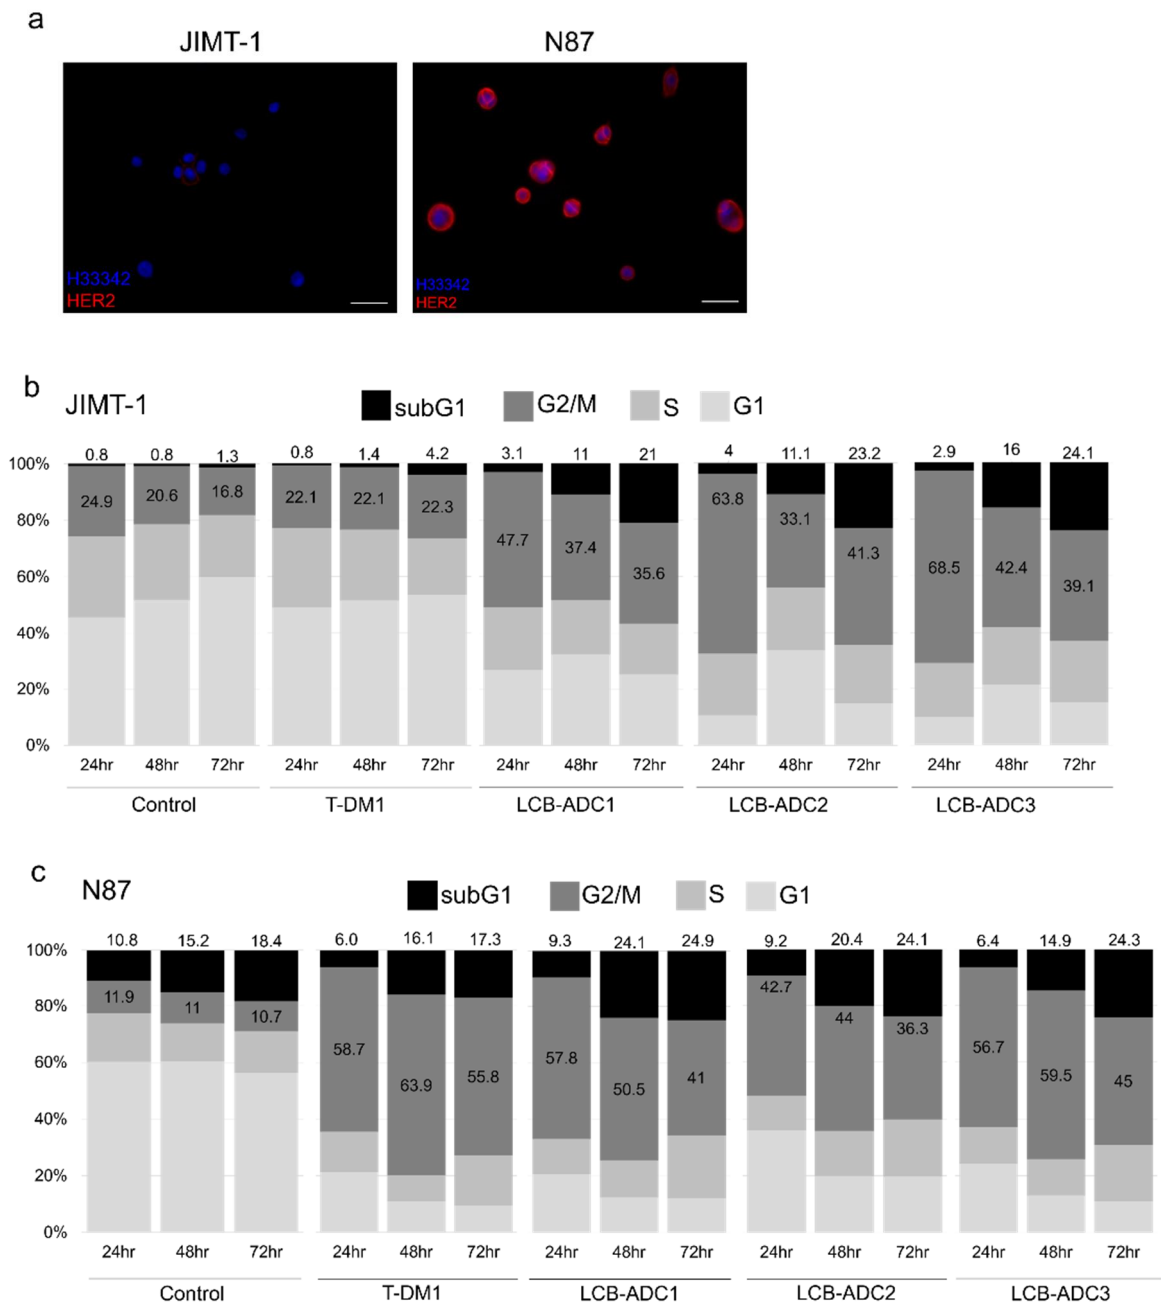 a
JIMT-1 N87
H33342
HER2
H33342
HER2
b
JIMT-1
subG1 G2/M S G1
0.8 0.8 1.3 0.8 1.4 4.2 3.1 11 21 4 11.1 23.2 2.9 16 24.1
100%
24.9 20.6 16.8 22.1 22.1 22.3 47.7 37.4 35.6 63.8 33.1 41.3 68.5 42.4 39.1
80%
60%
40%
20%
0%
24hr 48hr 72hr 24hr 48hr 72hr 24hr 48hr 72hr 24hr 48hr 72hr 24hr 48hr 72hr
Control T-DM1 LCB-ADC1 LCB-ADC2 LCB-ADC3
c
N87
subG1 G2/M S G1
10.8 15.2 18.4 6.0 16.1 17.3 9.3 24.1 24.9 9.2 20.4 24.1 6.4 14.9 24.3
100%
11.9 11 10.7 58.7 63.9 55.8 57.8 50.5 41 42.7 44 36.3 56.7 59.5 45
80%
60%
40%
20%
0%
24hr 48hr 72hr 24hr 48hr 72hr 24hr 48hr 72hr 24hr 48hr 72hr 24hr 48hr 72hr
Control T-DM1 LCB-ADC1 LCB-ADC2 LCB-ADC3